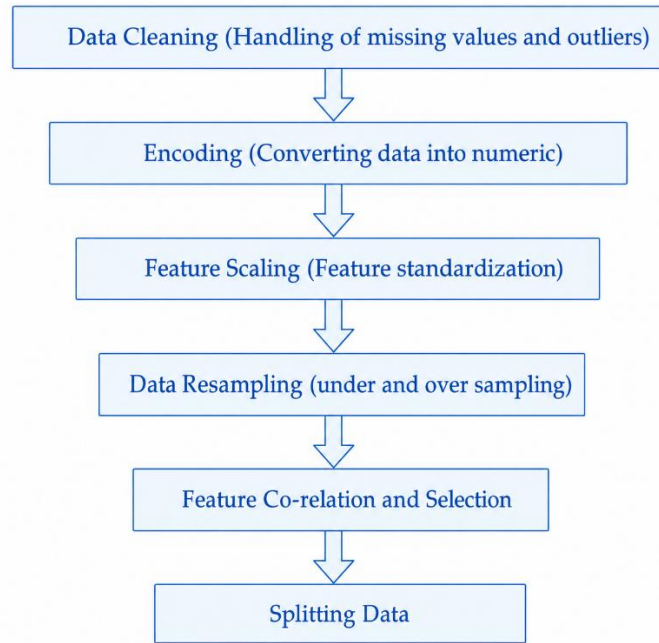 Data Cleaning (Handling of missing values and outliers)
Encoding (Converting data into numeric)
Feature Scaling (Feature standardization)
Data Resampling (under and over sampling)
Feature Co-relation and Selection
Splitting Data